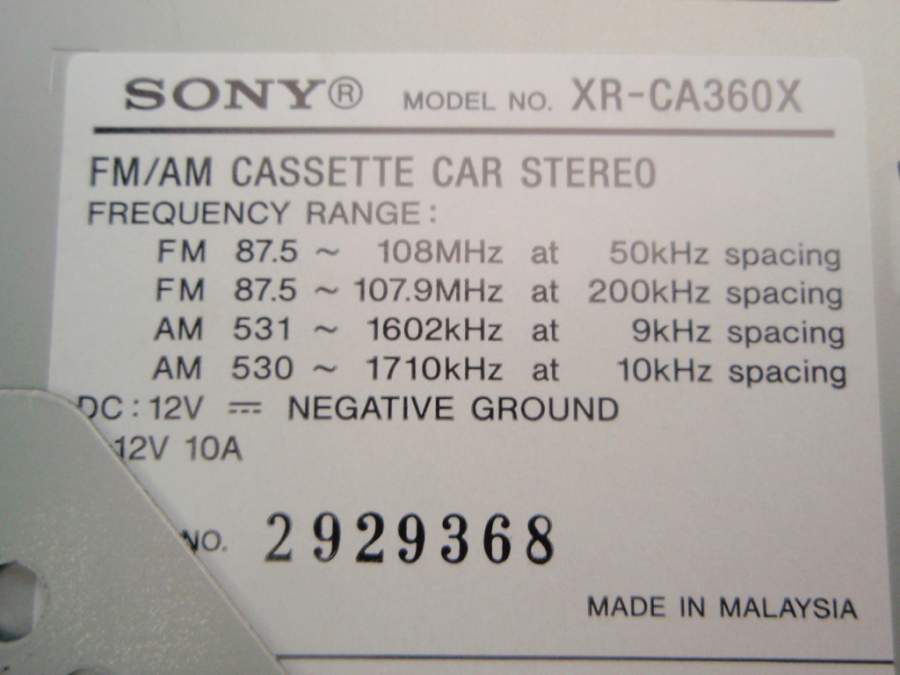 SONY® MODEL NO. XR-CA360X
FM/AM CASSETTE CAR STEREO
FREQUENCY RANGE:
FM 87.5 ~ 108MHz at 50kHz spacing
FM 87.5 ~ 107.9MHz at 200kHz spacing
AM 531 ~ 1602kHz at 9kHz spacing
AM 530 ~ 1710kHz at 10kHz spacing
DC: 12V ⎓ NEGATIVE GROUND
12V 10A
NO. 2929368
MADE IN MALAYSIA